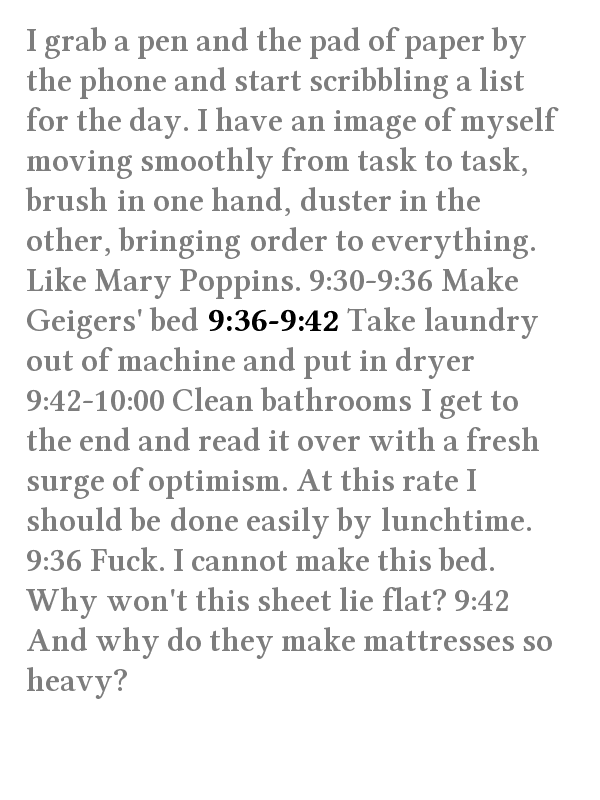 I grab a pen and the pad of paper by
the phone and start scribbling a list
for the day. I have an image of myself
moving smoothly from task to task,
brush in one hand, duster in the
other, bringing order to everything.
Like Mary Poppins. 9:30-9:36 Make
Geigers' bed 9:36-9:42 Take laundry
out of machine and put in dryer
9:42-10:00 Clean bathrooms I get to
the end and read it over with a fresh
surge of optimism. At this rate I
should be done easily by lunchtime.
9:36 Fuck. I cannot make this bed.
Why won't this sheet lie flat? 9:42
And why do they make mattresses so
heavy?